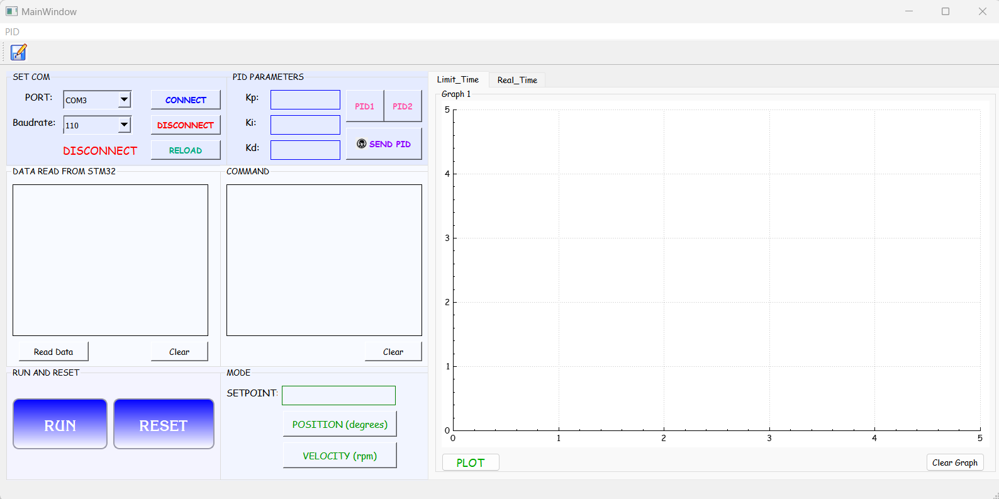 MainWindow
PID
SET COM
PORT:
COM3
CONNECT
Baudrate:
110
DISCONNECT
DISCONNECT
RELOAD
PID PARAMETERS
Kp:
Ki:
Kd:
PID1
PID2
SEND PID
DATA READ FROM STM32
Read Data
Clear
COMMAND
Clear
RUN AND RESET
RUN
RESET
MODE
SETPOINT:
POSITION (degrees)
VELOCITY (rpm)
Limit_Time
Real_Time
Graph 1
5
4
3
2
1
0
0 1 2 3 4 5
PLOT
Clear Graph